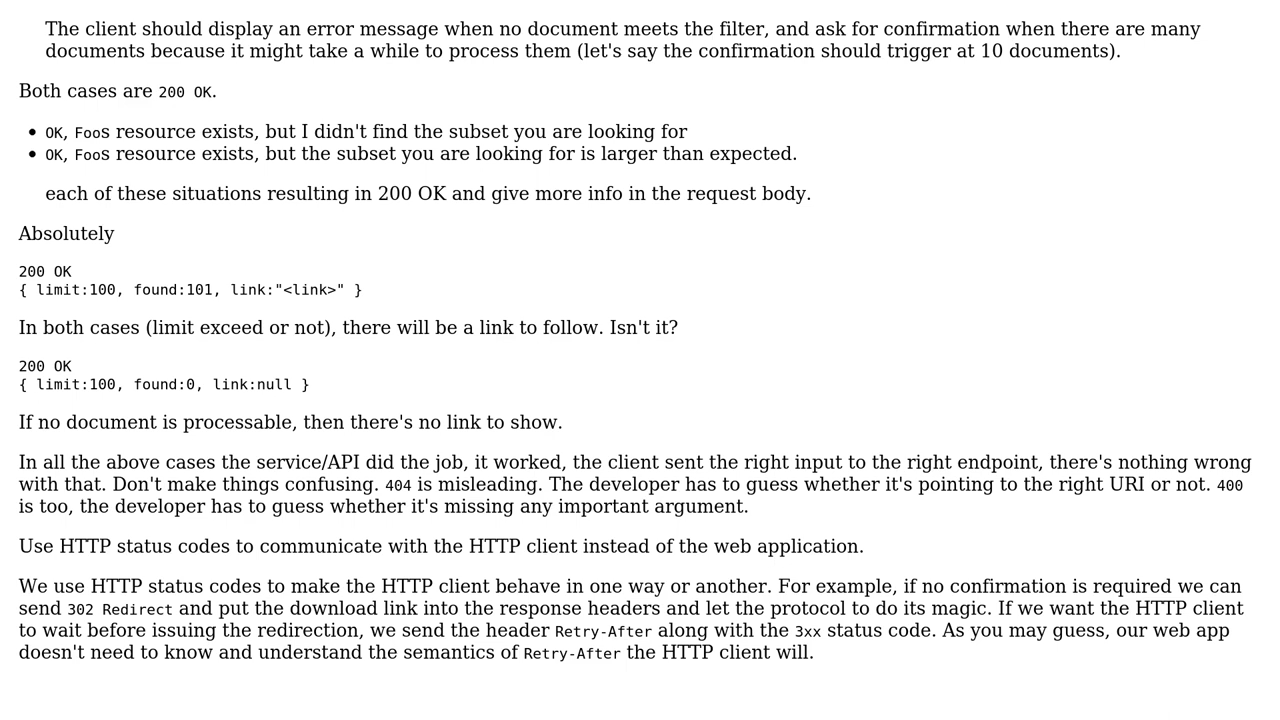 The client should display an error message when no document meets the filter, and ask for confirmation when there are many
documents because it might take a while to process them (let's say the confirmation should trigger at 10 documents).
Both cases are 200 OK.
• OK, Foos resource exists, but I didn't find the subset you are looking for
• OK, Foos resource exists, but the subset you are looking for is larger than expected.
each of these situations resulting in 200 OK and give more info in the request body.
Absolutely
200 OK
{ limit:100, found:101, link:"<link>" }
In both cases (limit exceed or not), there will be a link to follow. Isn't it?
200 OK
{ limit:100, found:0, link:null }
If no document is processable, then there's no link to show.
In all the above cases the service/API did the job, it worked, the client sent the right input to the right endpoint, there's nothing wrong
with that. Don't make things confusing. 404 is misleading. The developer has to guess whether it's pointing to the right URI or not. 400
is too, the developer has to guess whether it's missing any important argument.
Use HTTP status codes to communicate with the HTTP client instead of the web application.
We use HTTP status codes to make the HTTP client behave in one way or another. For example, if no confirmation is required we can
send 302 Redirect and put the download link into the response headers and let the protocol to do its magic. If we want the HTTP client
to wait before issuing the redirection, we send the header Retry-After along with the 3xx status code. As you may guess, our web app
doesn't need to know and understand the semantics of Retry-After the HTTP client will.